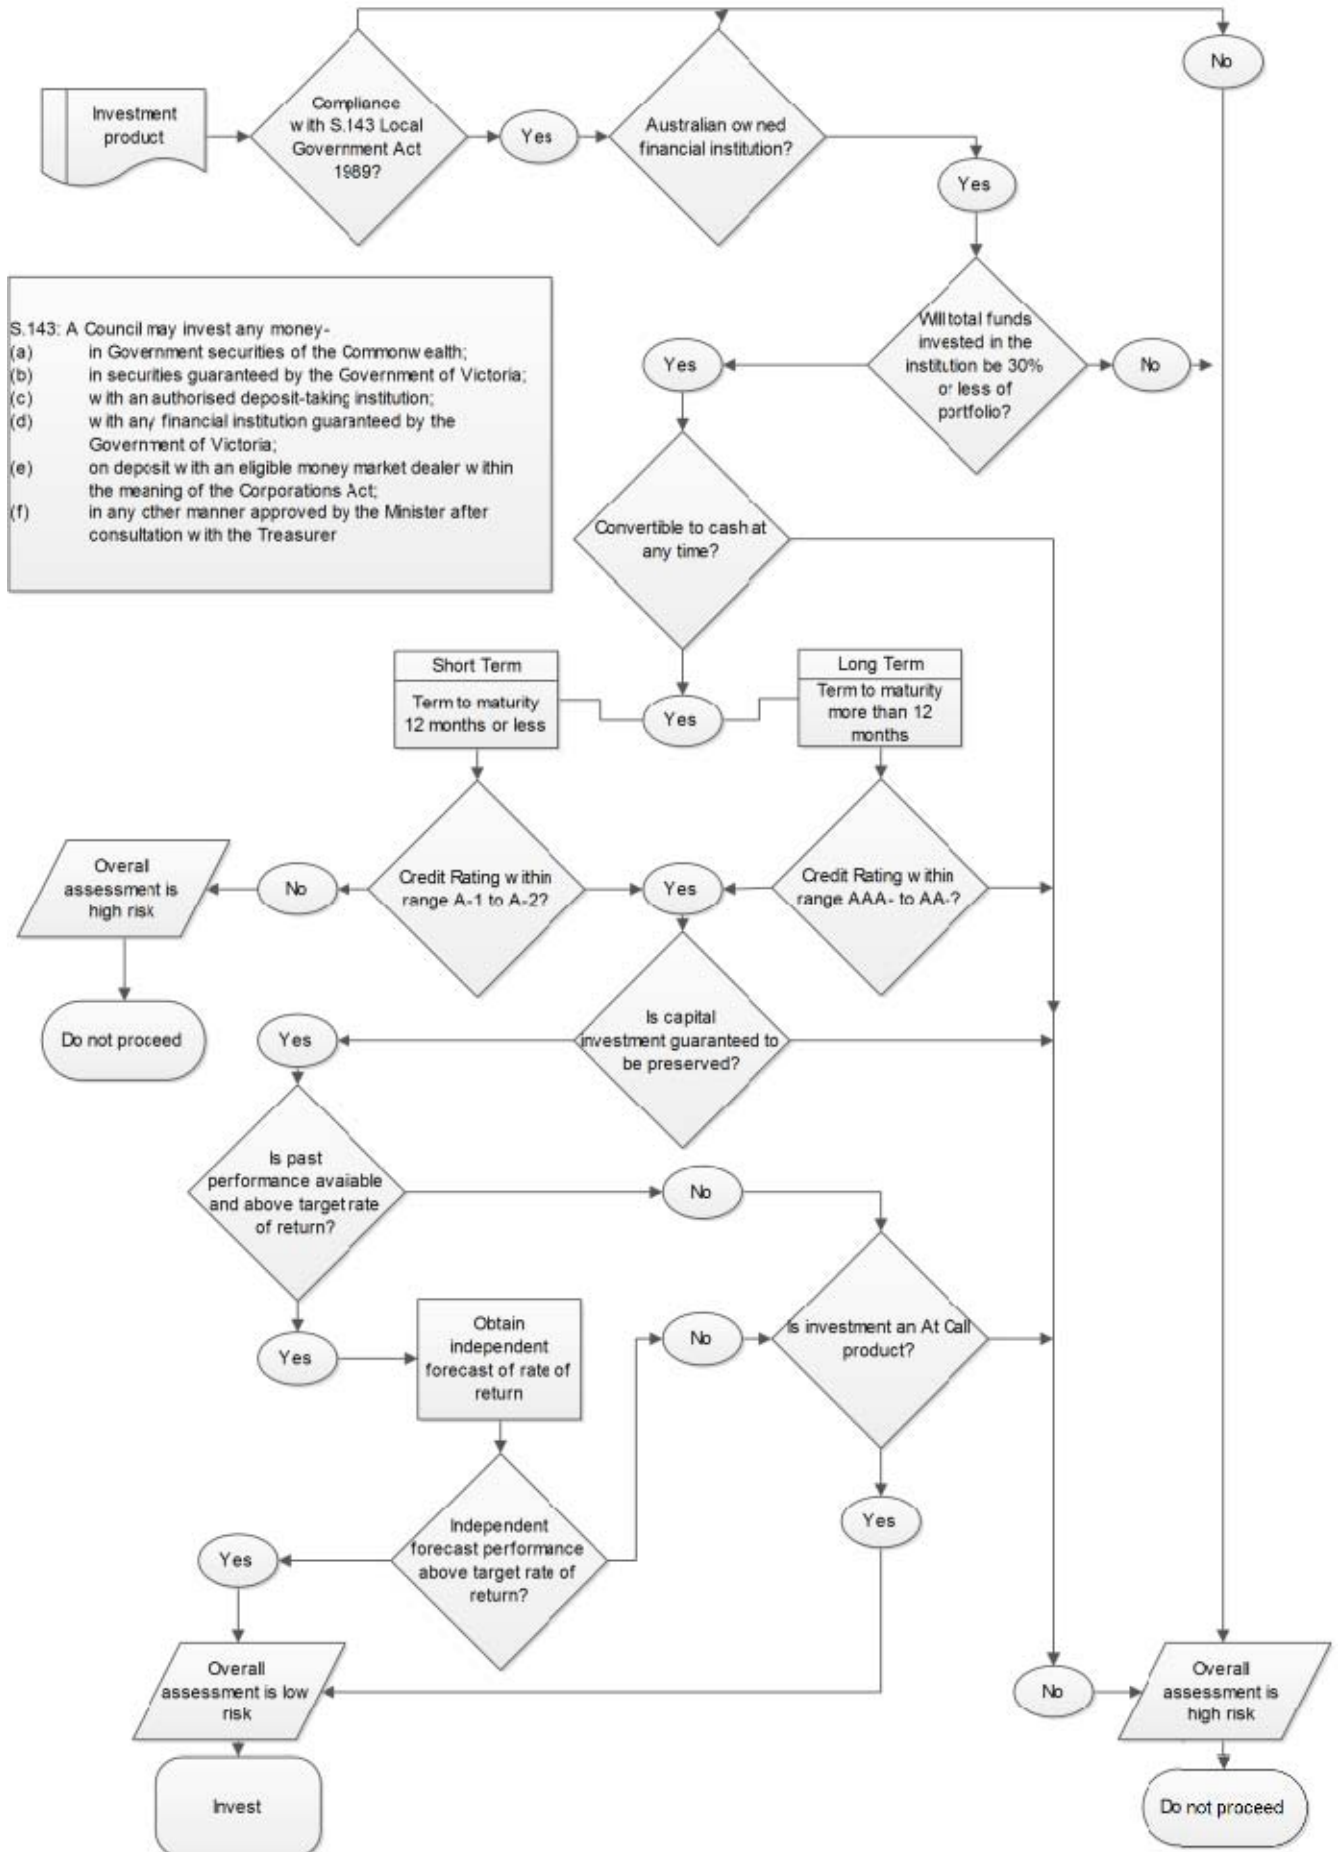 No
Investment
product
Compliance
with S.143 Local
Government Act
1989?
Yes
Australian owned
financial institution?
Yes
S.143: A Council may invest any money-
(a) in Government securities of the Commonwealth;
(b) in securities guaranteed by the Government of Victoria;
(c) with an authorised deposit-taking institution;
(d) with any financial institution guaranteed by the
Government of Victoria;
(e) on deposit with an eligible money market dealer within
the meaning of the Corporations Act;
(f) in any other manner approved by the Minister after
consultation with the Treasurer
Will total funds
invested in the
institution be 30%
or less of
portfolio?
Yes
No
Convertible to cash at
any time?
Short Term
Term to maturity
12 months or less
Yes
Long Term
Term to maturity
more than 12
months
Overall
assessment is
high risk
No
Credit Rating within
range A-1 to A-2?
Yes
Credit Rating within
range AAA- to AA-?
Do not proceed
Yes
Is capital
investment guaranteed to
be preserved?
Is past
performance available
and above target rate
of return?
No
Yes
Obtain
independent
forecast of rate of
return
No
Is investment an At Call
product?
Yes
Independent
forecast performance
above target rate of
return?
Yes
Overall
assessment is low
risk
No
Overall
assessment is
high risk
Invest
Do not proceed